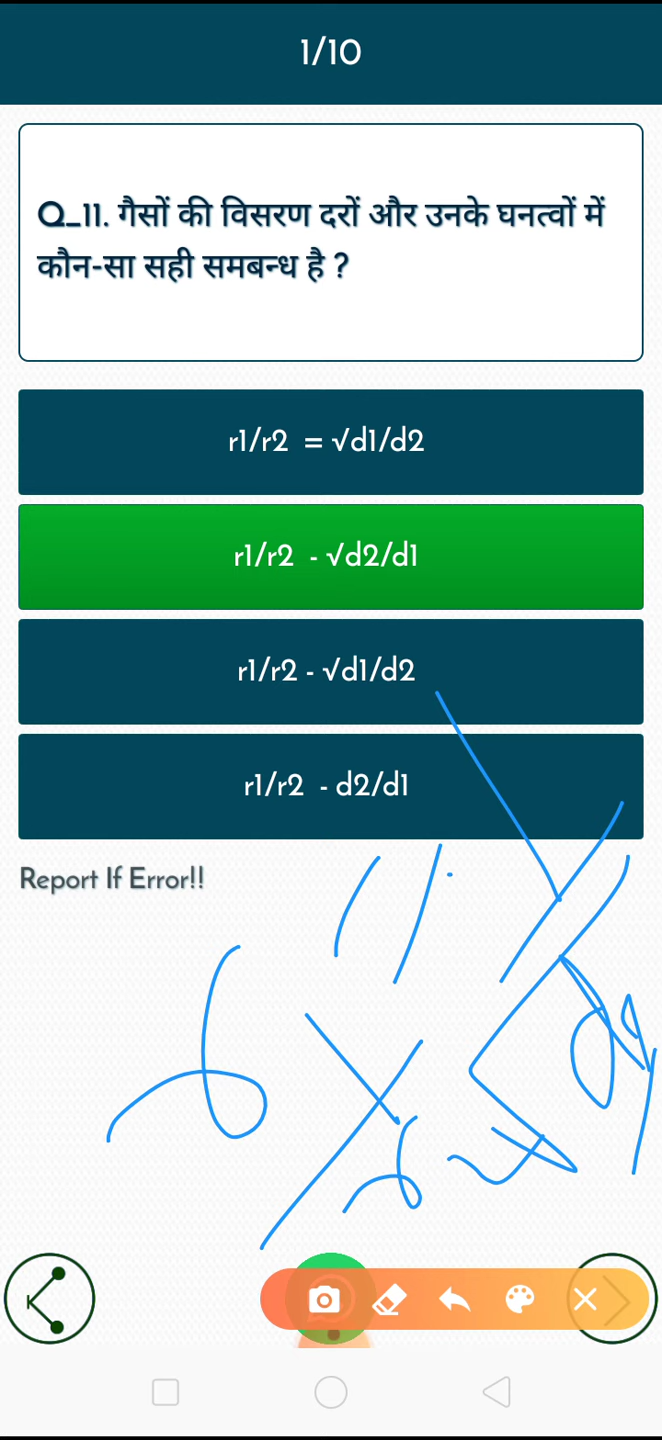 1/10
Q_11. गैसों की विसरण दरों और उनके घनत्वों में
कौन-सा सही समबन्ध है ?
r1/r2 = √d1/d2
r1/r2 - √d2/d1
r1/r2 - √d1/d2
r1/r2 - d2/d1
Report If Error!!